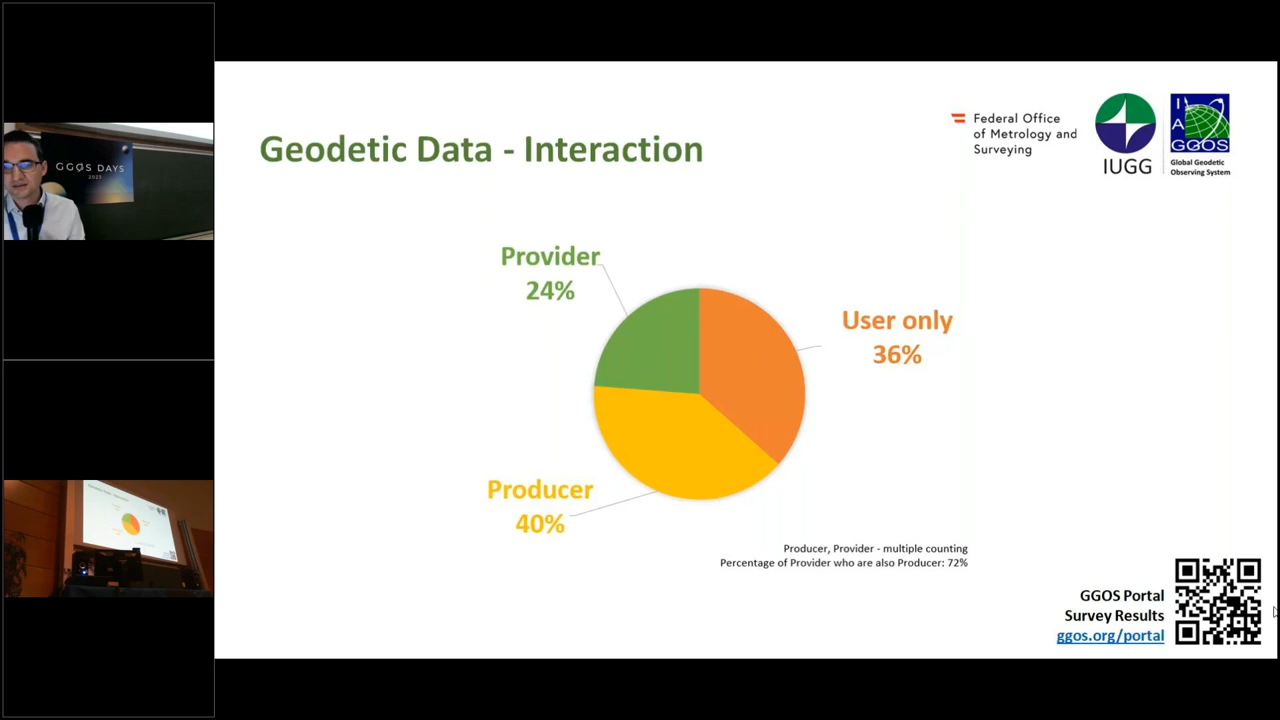 GGOS DAYS
2023
Geodetic Data - Interaction
Federal Office
of Metrology and
Surveying
IUGG
I
A
GGOS
Global Geodetic
Observing System
Provider
24%
User only
36%
Producer
40%
Producer, Provider - multiple counting
Percentage of Provider who are also Producer: 72%
GGOS Portal
Survey Results
ggos.org/portal